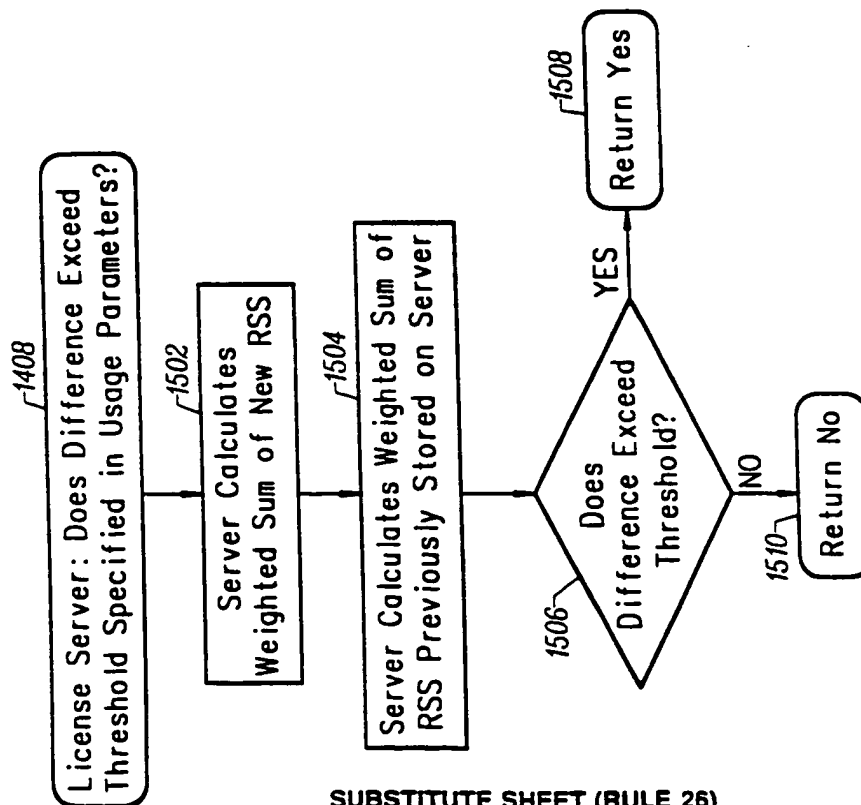 1408
License Server: Does Difference Exceed
Threshold Specified in Usage Parameters?
1502
Server Calculates
Weighted Sum of New RSS
1504
Server Calculates Weighted Sum of
RSS Previously Stored on Server
1506
Does
Difference Exceed
Threshold?
YES
1508
Return Yes
NO
1510
Return No
SUBSTITUTE SHEET (RULE 26)